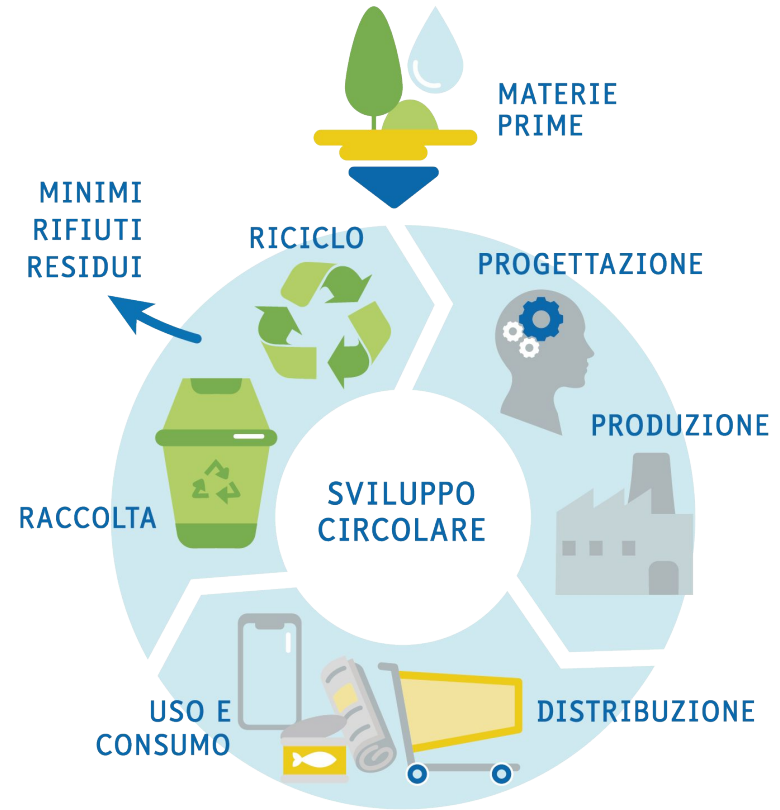 MATERIE
PRIME
MINIMI
RIFIUTI
RESIDUI
RICICLO
PROGETTAZIONE
PRODUZIONE
SVILUPPO
CIRCOLARE
RACCOLTA
USO E
CONSUMO
DISTRIBUZIONE